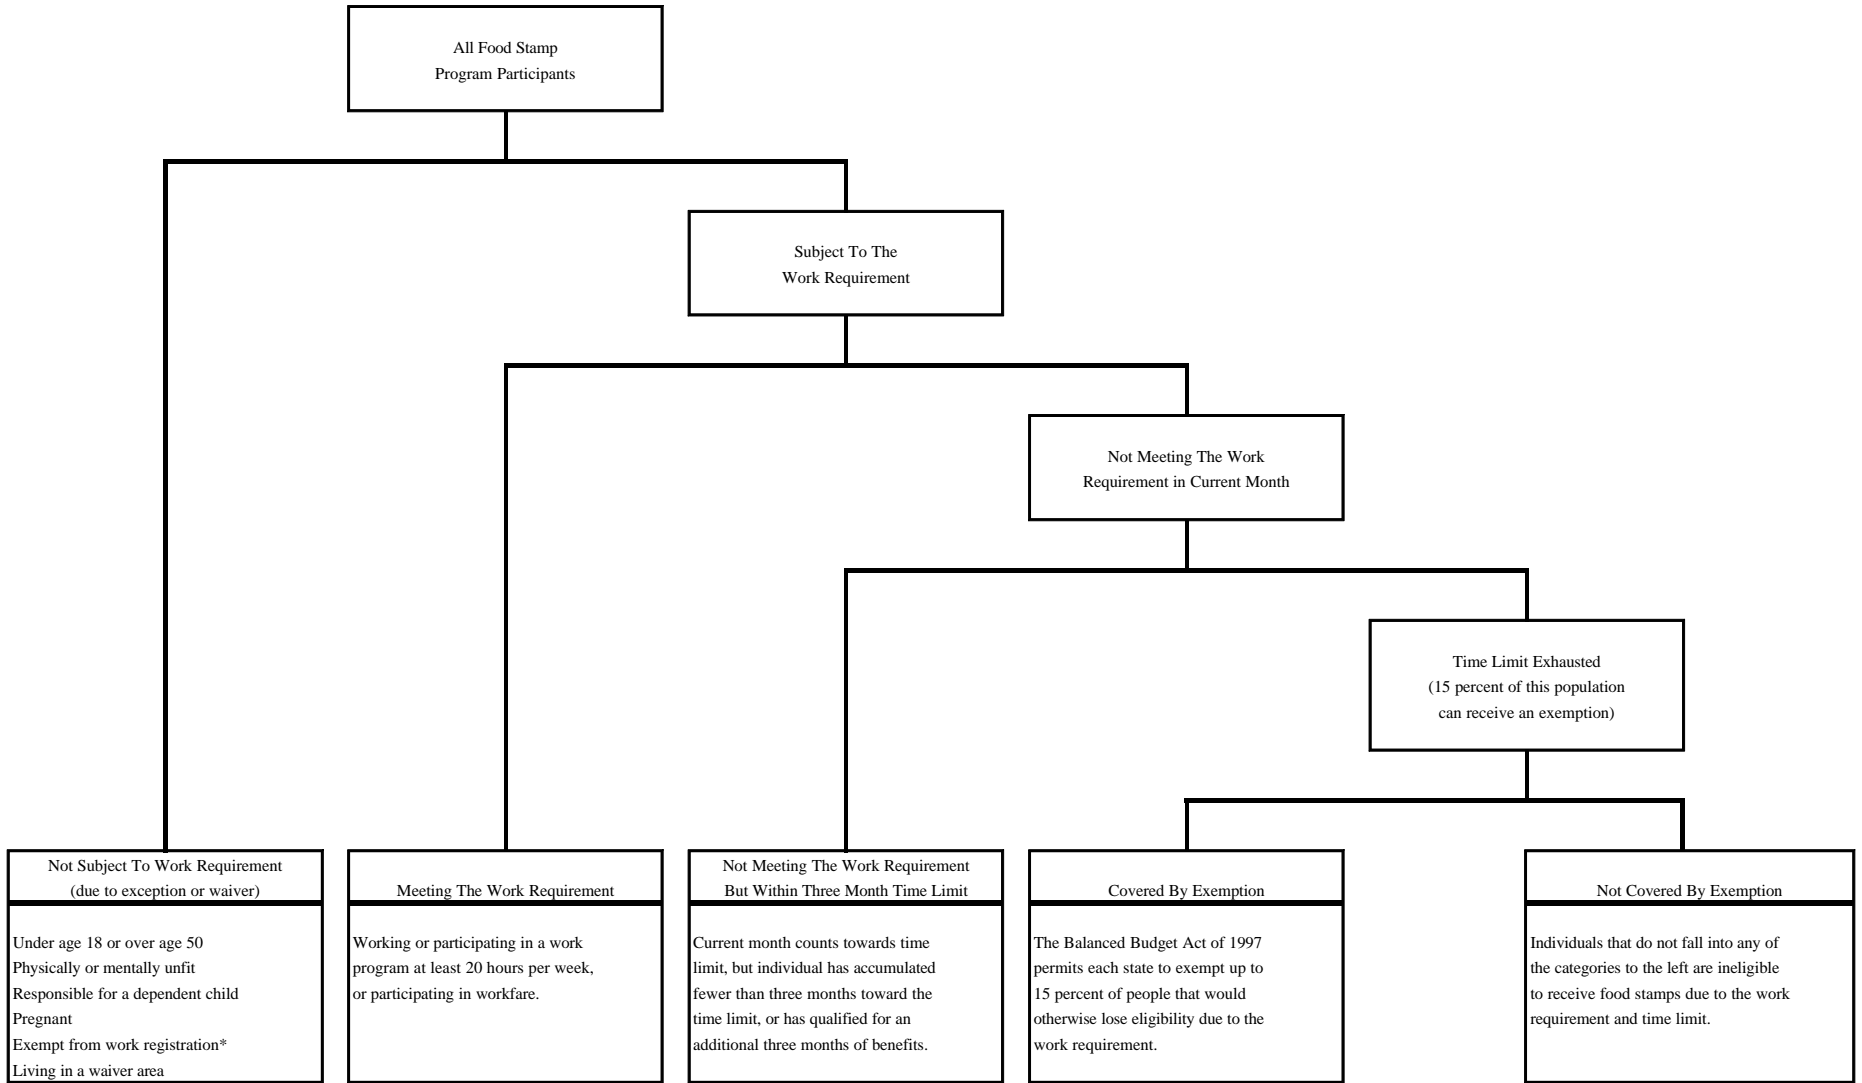 All Food Stamp
Program Participants
Subject To The
Work Requirement
Not Meeting The Work
Requirement in Current Month
Time Limit Exhausted
(15 percent of this population
can receive an exemption)
Not Subject To Work Requirement
(due to exception or waiver)
Under age 18 or over age 50
Physically or mentally unfit
Responsible for a dependent child
Pregnant
Exempt from work registration*
Living in a waiver area
Meeting The Work Requirement
Working or participating in a work
program at least 20 hours per week,
or participating in workfare.
Not Meeting The Work Requirement
But Within Three Month Time Limit
Current month counts towards time
limit, but individual has accumulated
fewer than three months toward the
time limit, or has qualified for an
additional three months of benefits.
Covered By Exemption
The Balanced Budget Act of 1997
permits each state to exempt up to
15 percent of people that would
otherwise lose eligibility due to the
work requirement.
Not Covered By Exemption
Individuals that do not fall into any of
the categories to the left are ineligible
to receive food stamps due to the work
requirement and time limit.